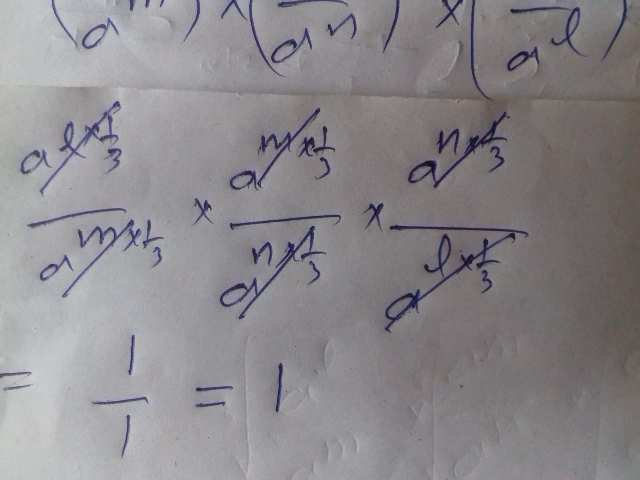 (a^m) × (— / a^n) × (— / a^l)
a^{l×1/3} / a^{m×1/3} × a^{m×1/3} / a^{n×1/3} × a^{n×1/3} / a^{l×1/3}
= 1/1 = 1